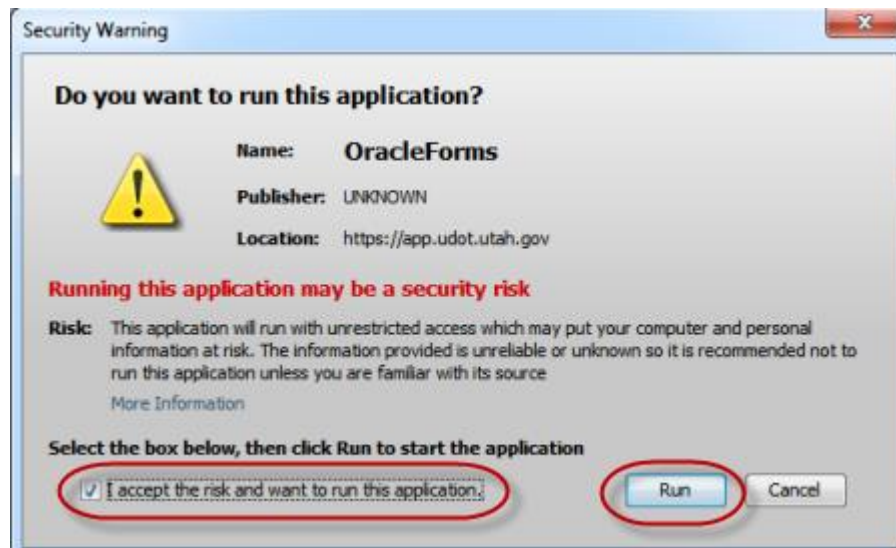 Security Warning
Do you want to run this application?
Name: OracleForms
Publisher: UNKNOWN
Location: https://app.udot.utah.gov
Running this application may be a security risk
Risk: This application will run with unrestricted access which may put your computer and personal
information at risk. The information provided is unreliable or unknown so it is recommended not to
run this application unless you are familiar with its source
More Information
Select the box below, then click Run to start the application
I accept the risk and want to run this application.
Run Cancel